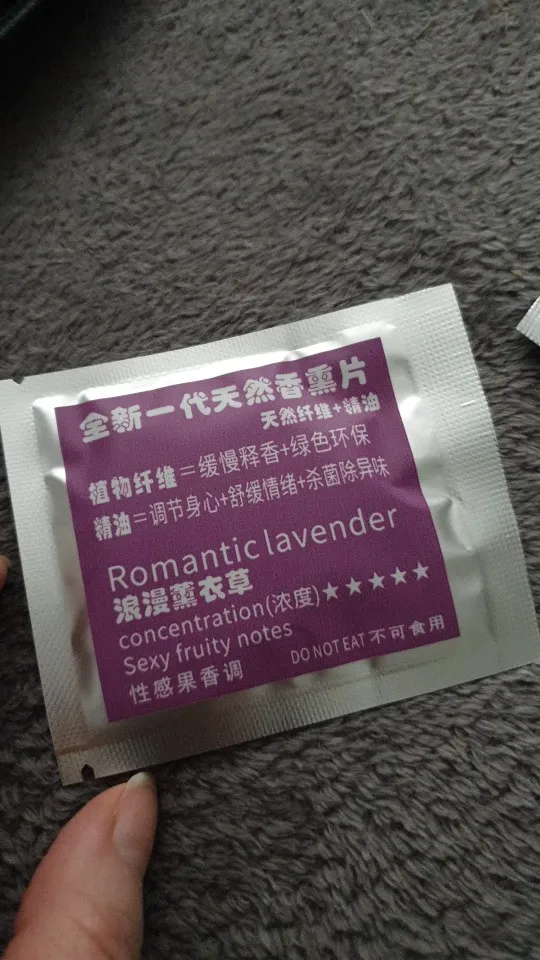 全新一代天然香熏片
天然纤维+精油
植物纤维=缓慢释香+绿色环保
精油=调节身心+舒缓情绪+杀菌除异味
Romantic lavender
浪漫薰衣草
concentration(浓度)★★★★★
Sexy fruity notes
性感果香调
DO NOT EAT 不可食用